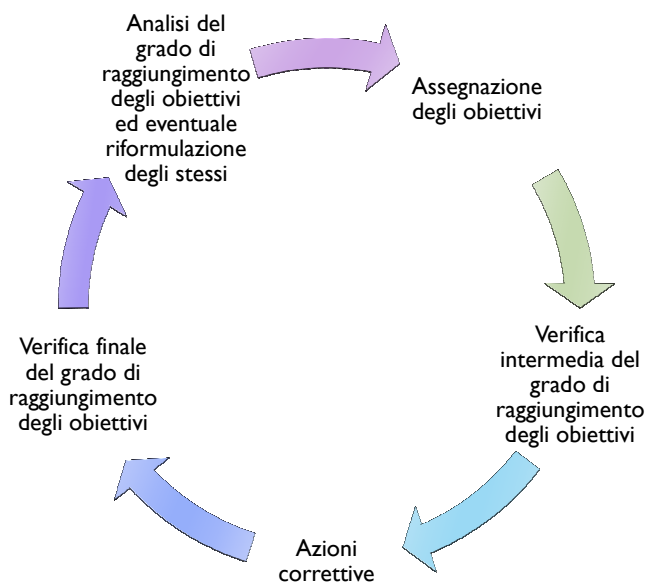 Analisi del
grado di
raggiungimento
degli obiettivi
ed eventuale
riformulazione
degli stessi
Assegnazione
degli obiettivi
Verifica
intermedia del
grado di
raggiungimento
degli obiettivi
Azioni
correttive
Verifica finale
del grado di
raggiungimento
degli obiettivi